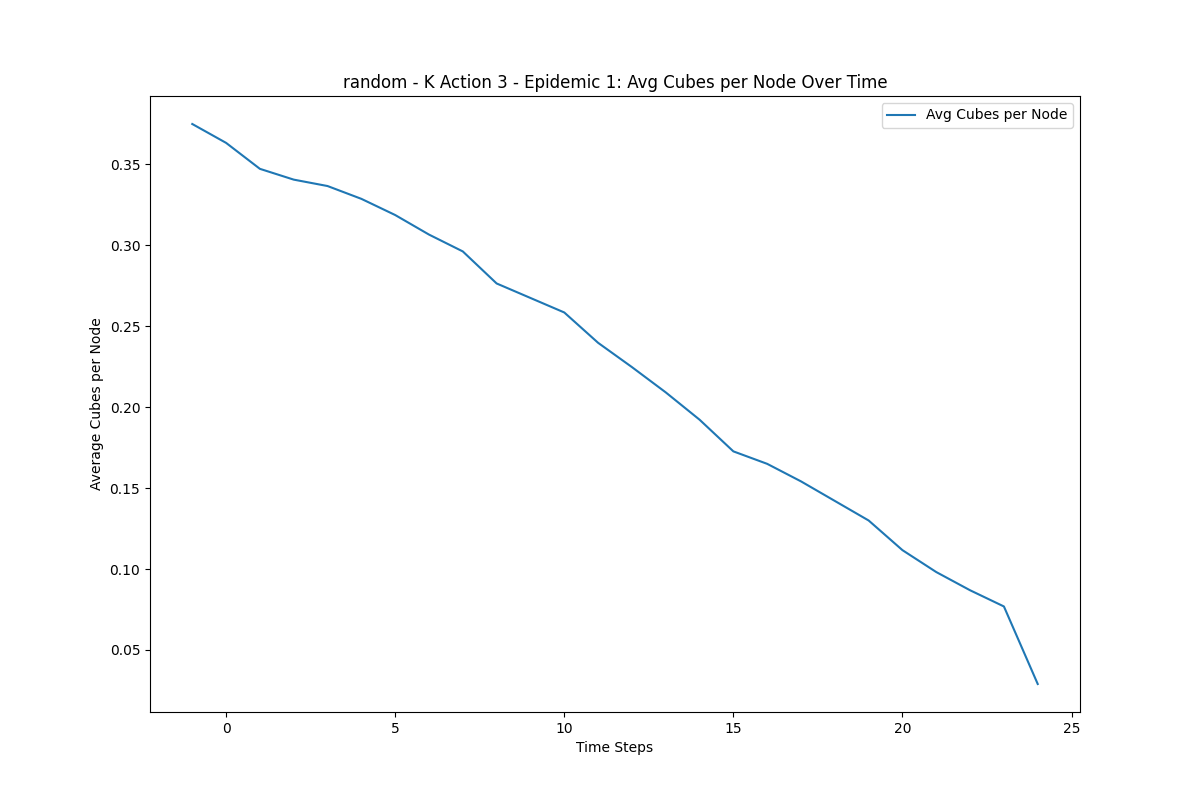 random - K Action 3 - Epidemic 1: Avg Cubes per Node Over Time
Avg Cubes per Node
Average Cubes per Node
0.35
0.30
0.25
0.20
0.15
0.10
0.05
0 5 10 15 20 25
Time Steps